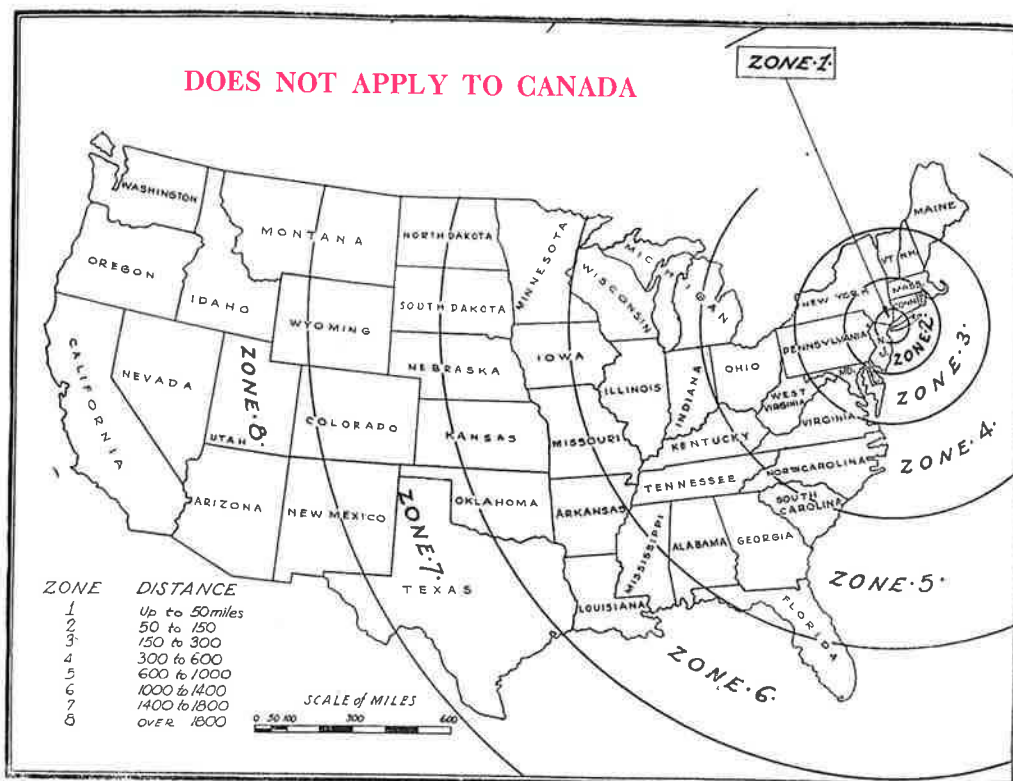 ZONE·1·
DOES NOT APPLY TO CANADA
WASHINGTON
MONTANA
NORTH DAKOTA
MINNESOTA
MICHIGAN
MAINE
VT.
N.H.
OREGON
IDAHO
WYOMING
SOUTH DAKOTA
WISCONSIN
NEW YORK
MASS
CONN
CALIFORNIA
NEVADA
UTAH
ZONE·8·
COLORADO
NEBRASKA
IOWA
ILLINOIS
INDIANA
OHIO
PENNSYLVANIA
N.J.
MD.
ZONE·2·
ZONE·3·
KANSAS
MISSOURI
KENTUCKY
WEST
VIRGINIA
VIRGINIA
ZONE·4·
ARIZONA
NEW MEXICO
ZONE·7·
OKLAHOMA
ARKANSAS
TENNESSEE
NORTH CAROLINA
SOUTH
CAROLINA
TEXAS
LOUISIANA
MISSISSIPPI
ALABAMA
GEORGIA
FLORIDA
ZONE·5·
ZONE·6·
ZONE DISTANCE
1 Up to 50 miles
2 50 to 150
3 150 to 300
4 300 to 600
5 600 to 1000
6 1000 to 1400
7 1400 to 1800
8 OVER 1800
SCALE of MILES
0 50 100 300 600